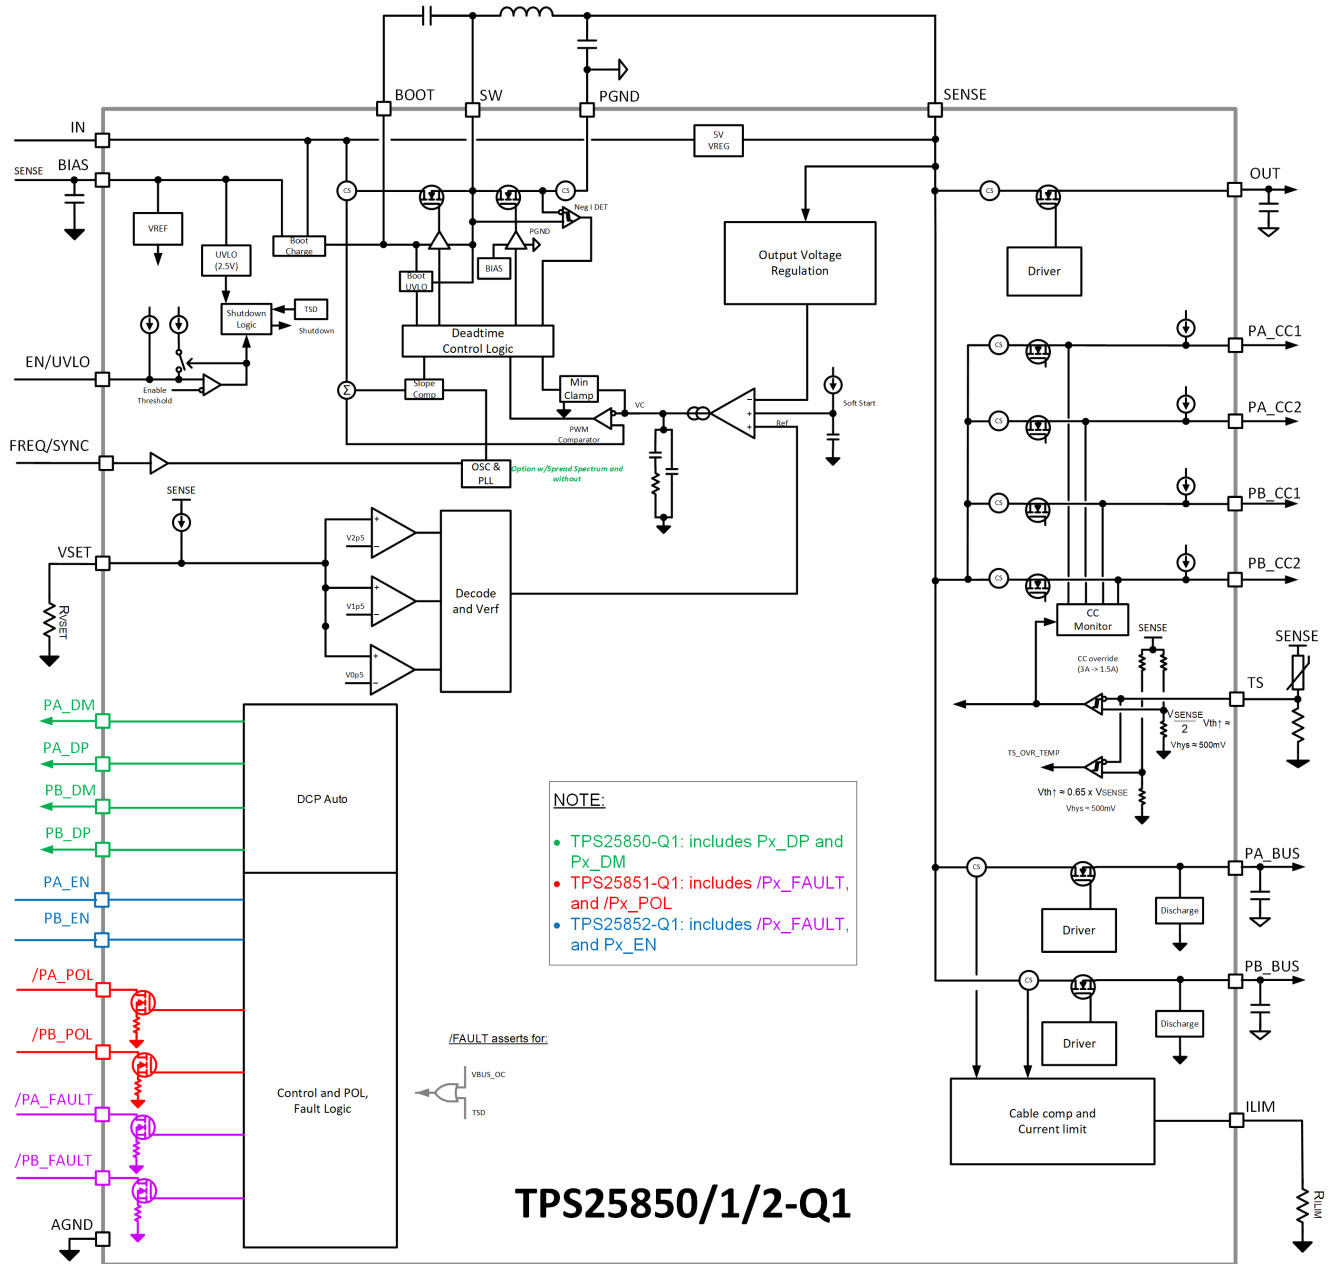 BOOT
SW
PGND
SENSE
IN
5V
VREG
BIAS
SENSE
OUT
CS
CS
CS
Neg I DET
VREF
PGND
Boot
Charge
UVLO
(2.5V)
Output Voltage
Regulation
Driver
Boot
UVLO
BIAS
TSD
Shutdown
Logic
Shutdown
Deadtime
Control Logic
PA_CC1
CS
EN/UVLO
Enable
Threshold
Σ
Slope
Comp
Min
Clamp
VC
Soft Start
PA_CC2
CS
PWM
Comparator
Ref
FREQ/SYNC
OSC &
PLL
Option w/Spread Spectrum and
without
SENSE
PB_CC1
CS
VSET
V2p5
+
−
−
+
+
PB_CC2
CS
Decode
and Verf
V1p5
+
−
RVSET
CC
Monitor
SENSE
SENSE
V0p5
+
−
CC override
(3A -> 1.5A)
TS
VSENSE
2
Vth↑ ≈
Vhys ≈ 500mV
TS_OVR_TEMP
Vth↑ ≈ 0.65 x VSENSE
Vhys ≈ 500mV
PA_DM
PA_DP
PB_DM
PB_DP
DCP Auto
NOTE:
• TPS25850-Q1: includes Px_DP and
Px_DM
• TPS25851-Q1: includes /Px_FAULT,
and /Px_POL
• TPS25852-Q1: includes /Px_FAULT,
and Px_EN
PA_EN
PB_EN
PA_BUS
CS
Driver
Discharge
/PA_POL
PB_BUS
CS
Driver
Discharge
/PB_POL
/FAULT asserts for:
VBUS_OC
TSD
Control and POL,
Fault Logic
/PA_FAULT
/PB_FAULT
Cable comp and
Current limit
ILIM
RILIM
AGND
TPS25850/1/2-Q1